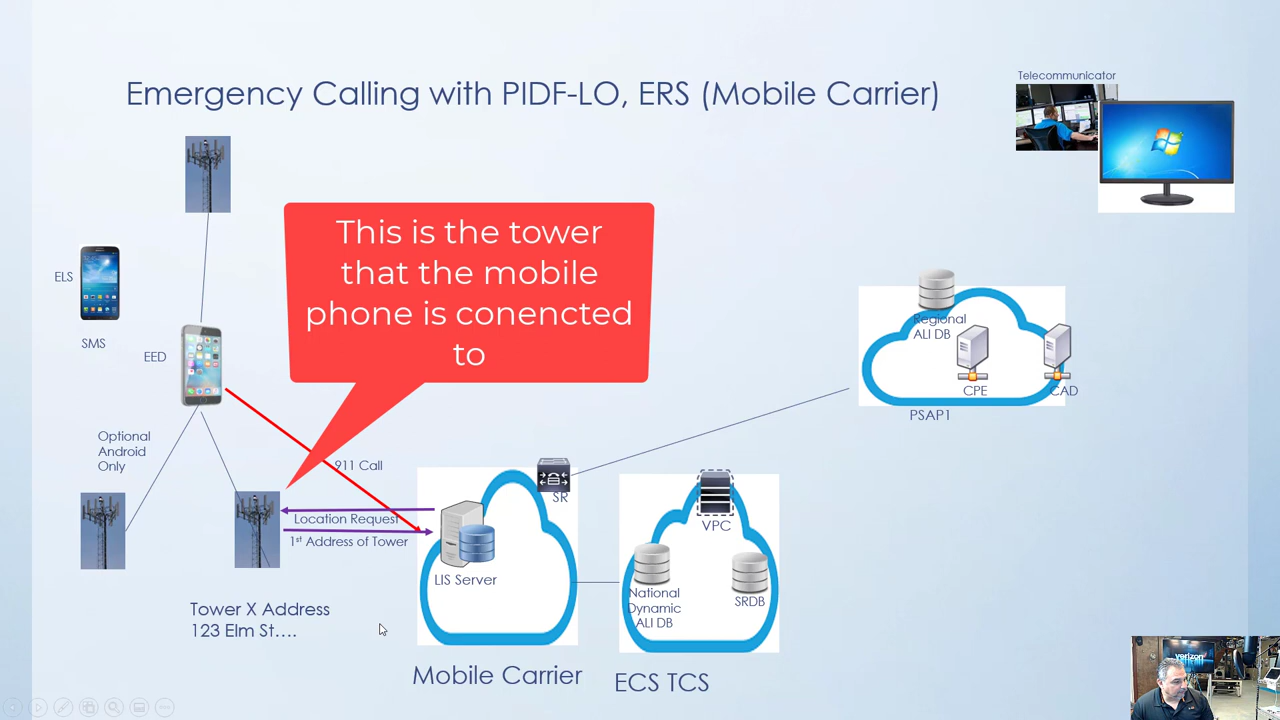 Telecommunicator
Emergency Calling with PIDF-LO, ERS (Mobile Carrier)
This is the tower
that the mobile
phone is conencted
to
ELS
SMS
EED
Regional
ALI DB
CPE
CAD
PSAP1
Optional
Android
Only
911 Call
SR
Location Request
1st Address of Tower
VPC
LIS Server
National
Dynamic
ALI DB
SRDB
Tower X Address
123 Elm St....
Mobile Carrier
ECS TCS
verizon